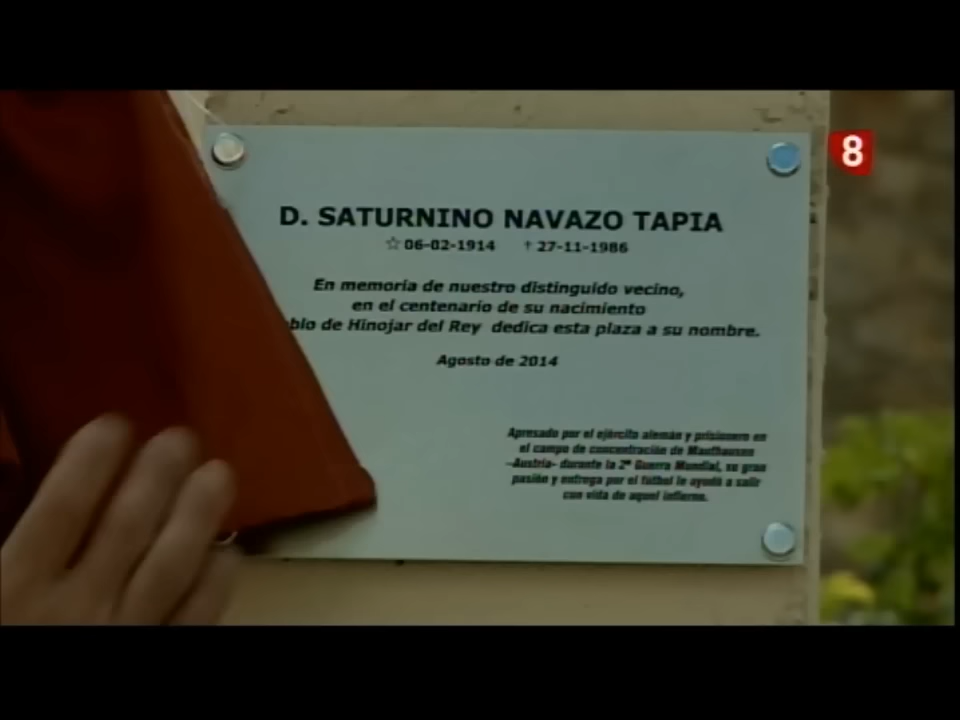 8
D. SATURNINO NAVAZO TAPIA
☆ 06-02-1914 † 27-11-1986
En memoria de nuestro distinguido vecino,
en el centenario de su nacimiento
blo de Hinojar del Rey dedica esta plaza a su nombre.
Agosto de 2014
Apresado por el ejército alemán y prisionero en
el campo de concentración de Mauthausen
-Austria- durante la 2ª Guerra Mundial, su gran
pasión y entrega por el fútbol le ayudó a salir
con vida de aquel infierno.